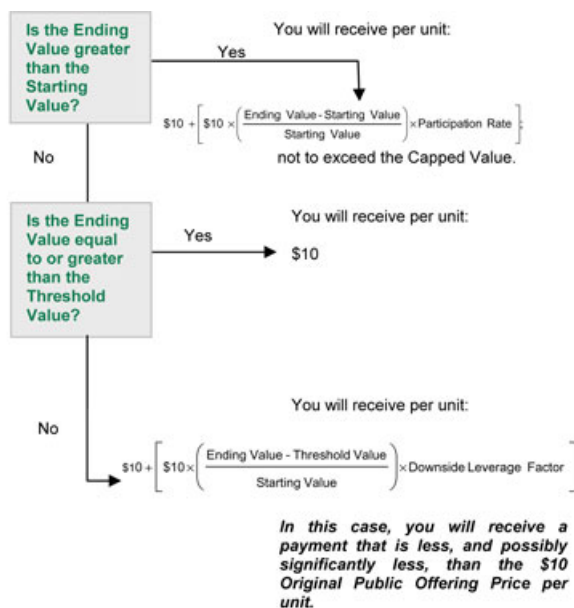 Is the Ending
Value greater
than the
Starting
Value?
Yes
You will receive per unit:
$10 + [ $10 × ( Ending Value - Starting Value / Starting Value ) × Participation Rate ];
not to exceed the Capped Value.
No
Is the Ending
Value equal
to or greater
than the
Threshold
Value?
Yes
You will receive per unit:
$10
No
You will receive per unit:
$10 + [ $10 × ( Ending Value - Threshold Value / Starting Value ) × Downside Leverage Factor ]
In this case, you will receive a
payment that is less, and possibly
significantly less, than the $10
Original Public Offering Price per
unit.